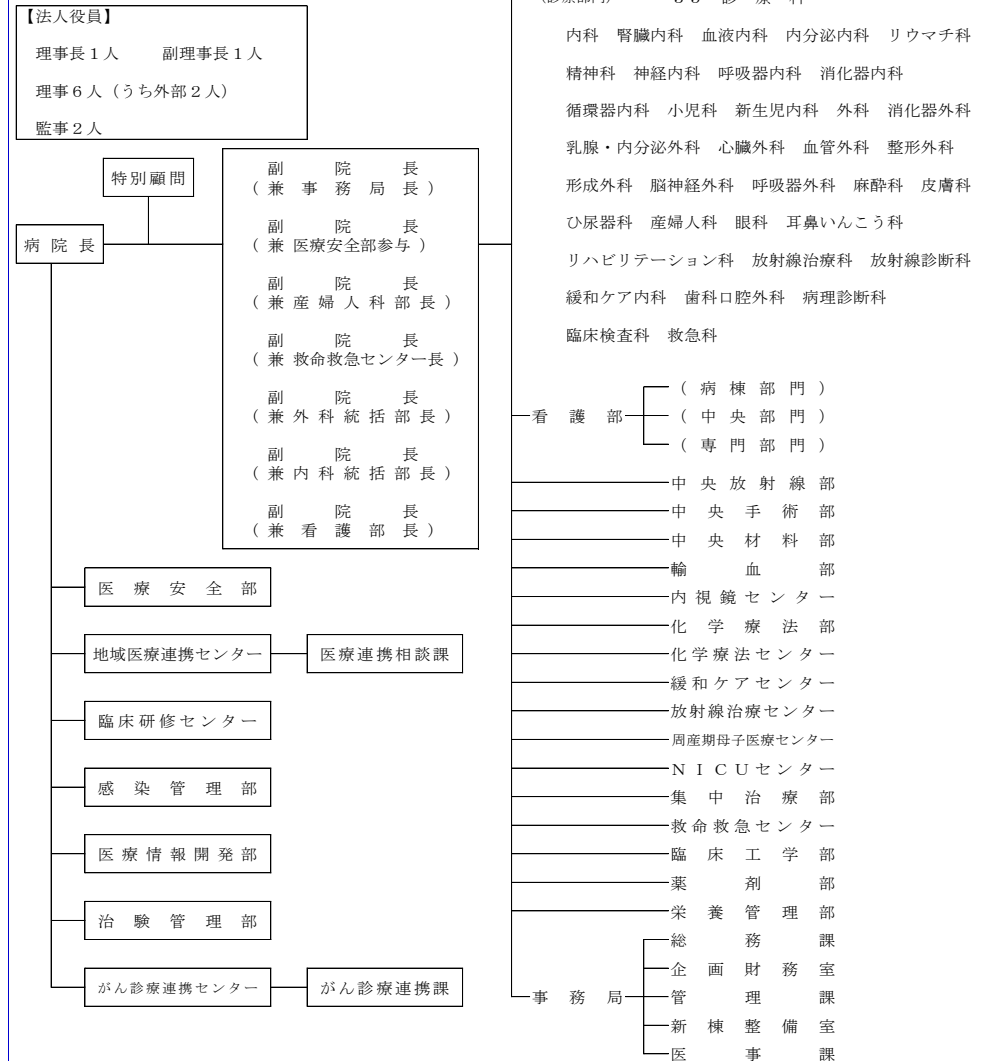 【法人役員】
理事長１人　副理事長１人
理事６人（うち外部２人）
監事２人
特別顧問
病院長
副院長
（兼事務局長）
副院長
（兼医療安全部参与）
副院長
（兼産婦人科部長）
副院長
（兼救命救急センター長）
副院長
（兼外科統括部長）
副院長
（兼内科統括部長）
副院長
（兼看護部長）
医療安全部
地域医療連携センター　医療連携相談課
臨床研修センター
感染管理部
医療情報開発部
治験管理部
がん診療連携センター　がん診療連携課
内科　腎臓内科　血液内科　内分泌内科　リウマチ科
精神科　神経内科　呼吸器内科　消化器内科
循環器内科　小児科　新生児内科　外科　消化器外科
乳腺・内分泌外科　心臓外科　血管外科　整形外科
形成外科　脳神経外科　呼吸器外科　麻酔科　皮膚科
ひ尿器科　産婦人科　眼科　耳鼻いんこう科
リハビリテーション科　放射線治療科　放射線診断科
緩和ケア内科　歯科口腔外科　病理診断科
臨床検査科　救急科
看護部
（病棟部門）
（中央部門）
（専門部門）
中央放射線部
中央手術部
中央材料部
輸血部
内視鏡センター
化学療法部
化学療法センター
緩和ケアセンター
放射線治療センター
周産期母子医療センター
ＮＩＣＵセンター
集中治療部
救命救急センター
臨床工学部
薬剤部
栄養管理部
事務局
総務課
企画財務室
管理課
新棟整備室
医事課